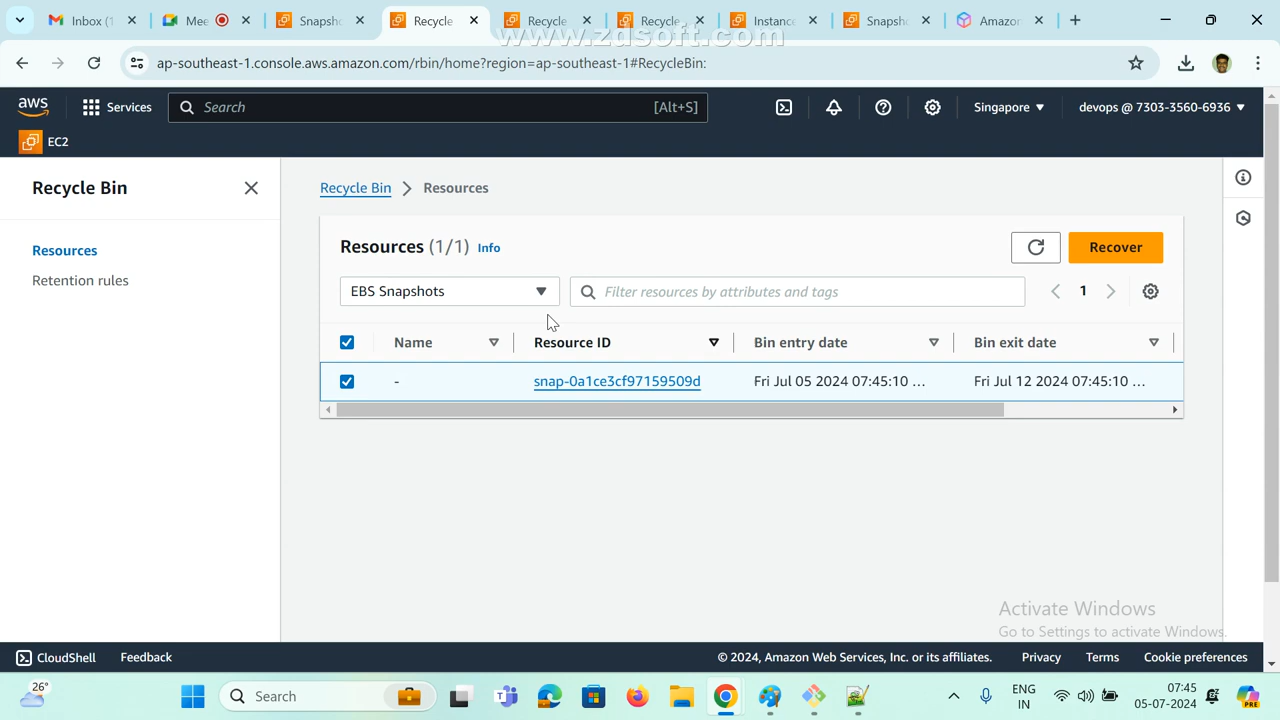 Inbox (1
Mee
Snapsh
Recycle
Recycle
Recycle
Instanc
Snapsh
Amazon
www.zdsoft.com
ap-southeast-1.console.aws.amazon.com/rbin/home?region=ap-southeast-1#RecycleBin:
aws
Services
Search
[Alt+S]
Singapore
devops @ 7303-3560-6936
EC2
Recycle Bin
Recycle Bin > Resources
Resources
Retention rules
Resources (1/1) Info
Recover
EBS Snapshots
Filter resources by attributes and tags
1
Name
Resource ID
Bin entry date
Bin exit date
-
snap-0a1ce3cf97159509d
Fri Jul 05 2024 07:45:10 ...
Fri Jul 12 2024 07:45:10 ...
Activate Windows
Go to Settings to activate Windows.
CloudShell
Feedback
© 2024, Amazon Web Services, Inc. or its affiliates.
Privacy
Terms
Cookie preferences
26°
Search
ENG
IN
07:45
05-07-2024
PRE